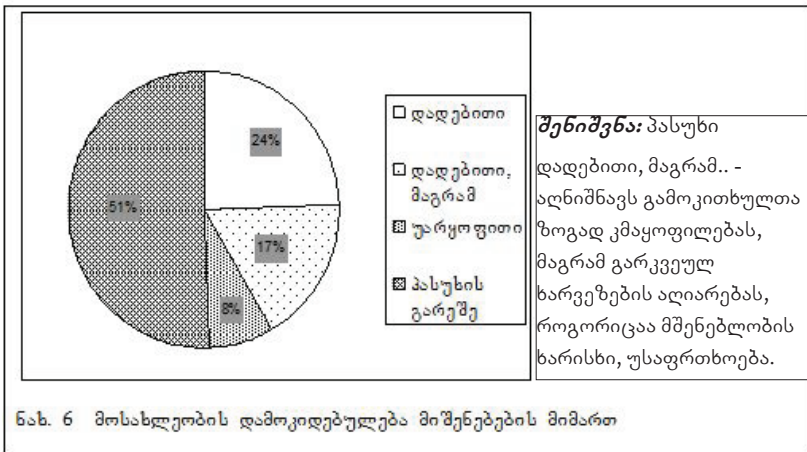 24%
17%
8%
51%
დადებითი
დადებითი,
მაგრამ
უარყოფითი
პასუხის
გარეშე
შენიშვნა: პასუხი
დადებითი, მაგრამ.. -
აღნიშნავს გამოკითხულთა
ზოგად კმაყოფილებას,
მაგრამ გარკვეულ
ხარვეზების აღიარებას,
როგორიცაა მშენებლობის
ხარისხი, უსაფრთხოება.
ნახ. 6 მოსახლეობის დამოკიდებულება მიშენებების მიმართ